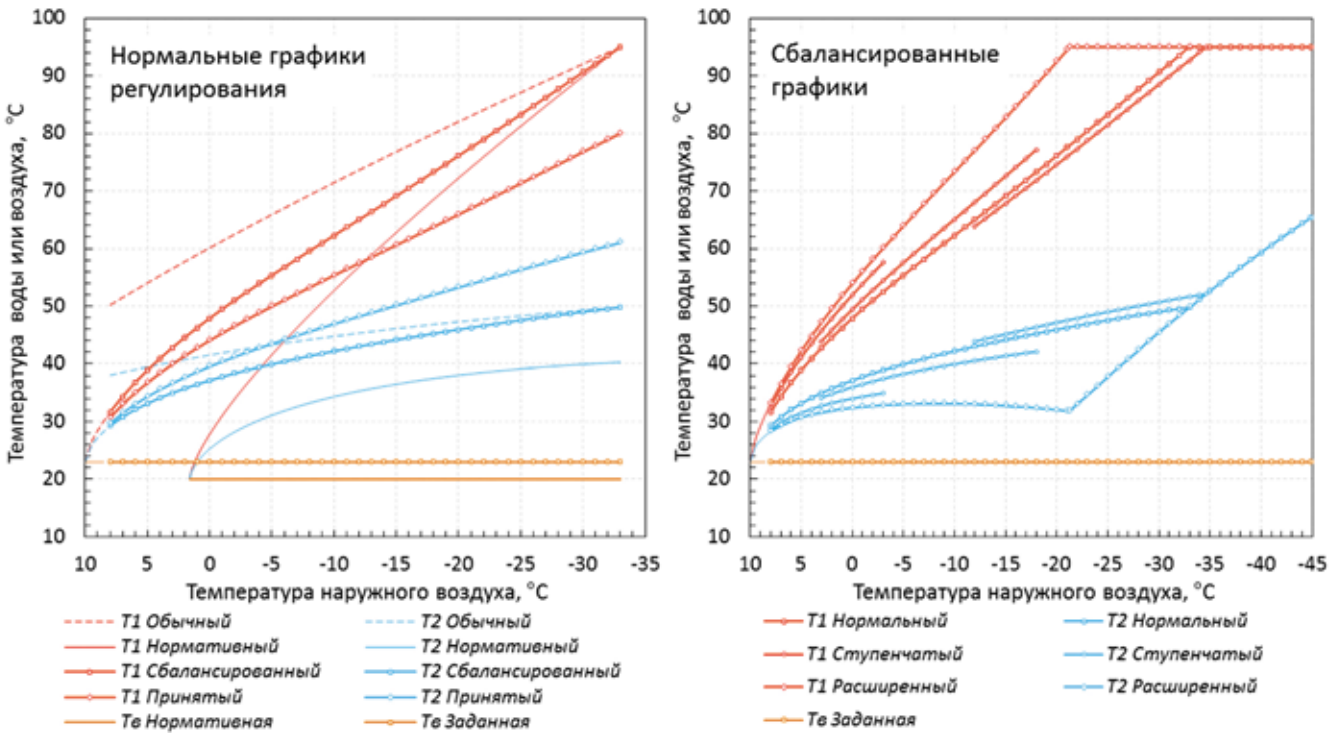 Нормальные графики
регулирования
Температура воды или воздуха, °C
100
90
80
70
60
50
40
30
20
10
10 5 0 -5 -10 -15 -20 -25 -30 -35
Температура наружного воздуха, °C
T1 Обычный T2 Обычный
T1 Нормативный T2 Нормативный
T1 Сбалансированный T2 Сбалансированный
T1 Принятый T2 Принятый
Тв Нормативная Тв Заданная
Сбалансированные
графики
Температура воды или воздуха, °C
100
90
80
70
60
50
40
30
20
10
10 5 0 -5 -10 -15 -20 -25 -30 -35 -40 -45
Температура наружного воздуха, °C
T1 Нормальный T2 Нормальный
T1 Ступенчатый T2 Ступенчатый
T1 Расширенный T2 Расширенный
Тв Заданная